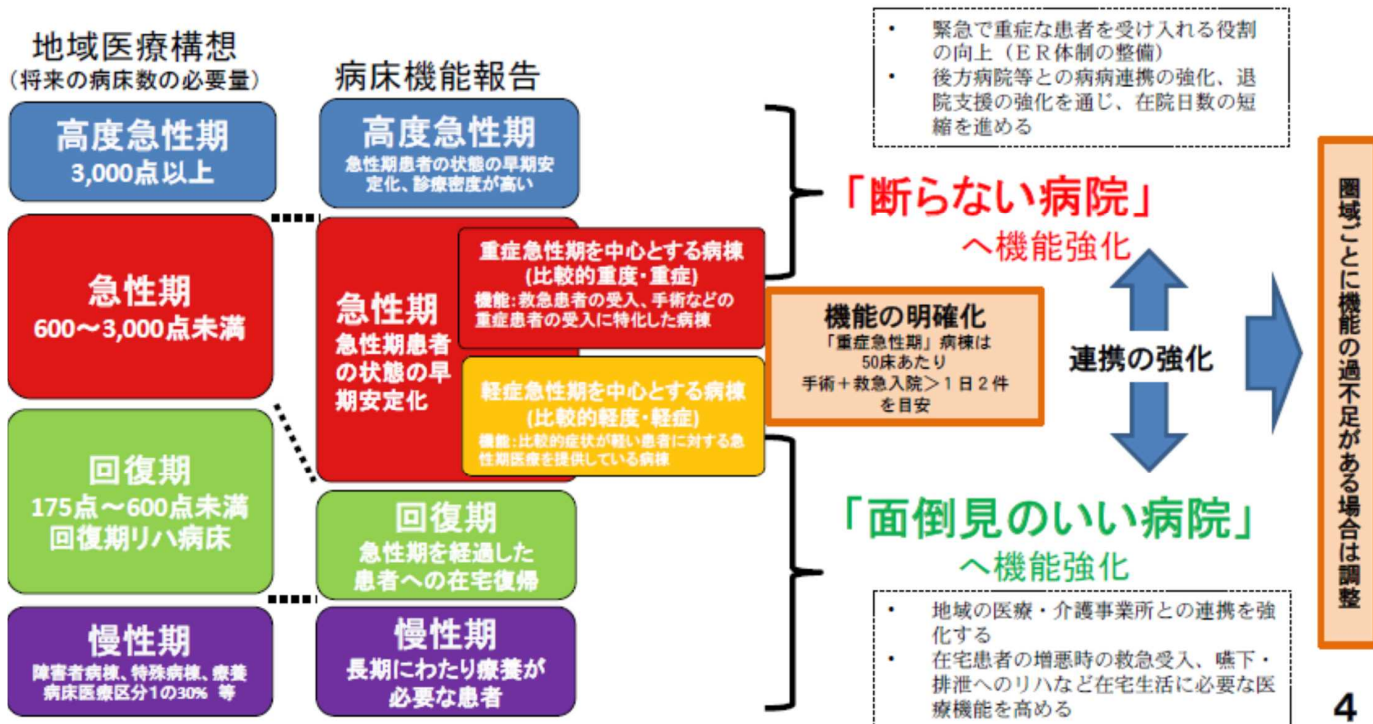 地域医療構想
(将来の病床数の必要量)
高度急性期
3,000点以上
急性期
600～3,000点未満
回復期
175点～600点未満
回復期リハ病床
慢性期
障害者病棟、特殊病棟、療養
病床医療区分1の30% 等
病床機能報告
高度急性期
急性期患者の状態の早期安
定化、診療密度が高い
急性期
急性期患者
の状態の早
期安定化
重症急性期を中心とする病棟
(比較的重度・重症)
機能:救急患者の受入、手術などの
重症患者の受入に特化した病棟
軽症急性期を中心とする病棟
(比較的軽度・軽症)
機能:比較的症状が軽い患者に対する急
性期医療を提供している病棟
回復期
急性期を経過した
患者への在宅復帰
慢性期
長期にわたり療養が
必要な患者
• 緊急で重症な患者を受け入れる役割
の向上（ER体制の整備）
• 後方病院等との病病連携の強化、退
院支援の強化を通じ、在院日数の短
縮を進める
「断らない病院」
へ機能強化
機能の明確化
「重症急性期」病棟は
50床あたり
手術＋救急入院＞1日2件
を目安
連携の強化
「面倒見のいい病院」
へ機能強化
• 地域の医療・介護事業所との連携を強
化する
• 在宅患者の増悪時の救急受入、嚥下・
排泄へのリハなど在宅生活に必要な医
療機能を高める
圏域ごとに機能の過不足がある場合は調整
4